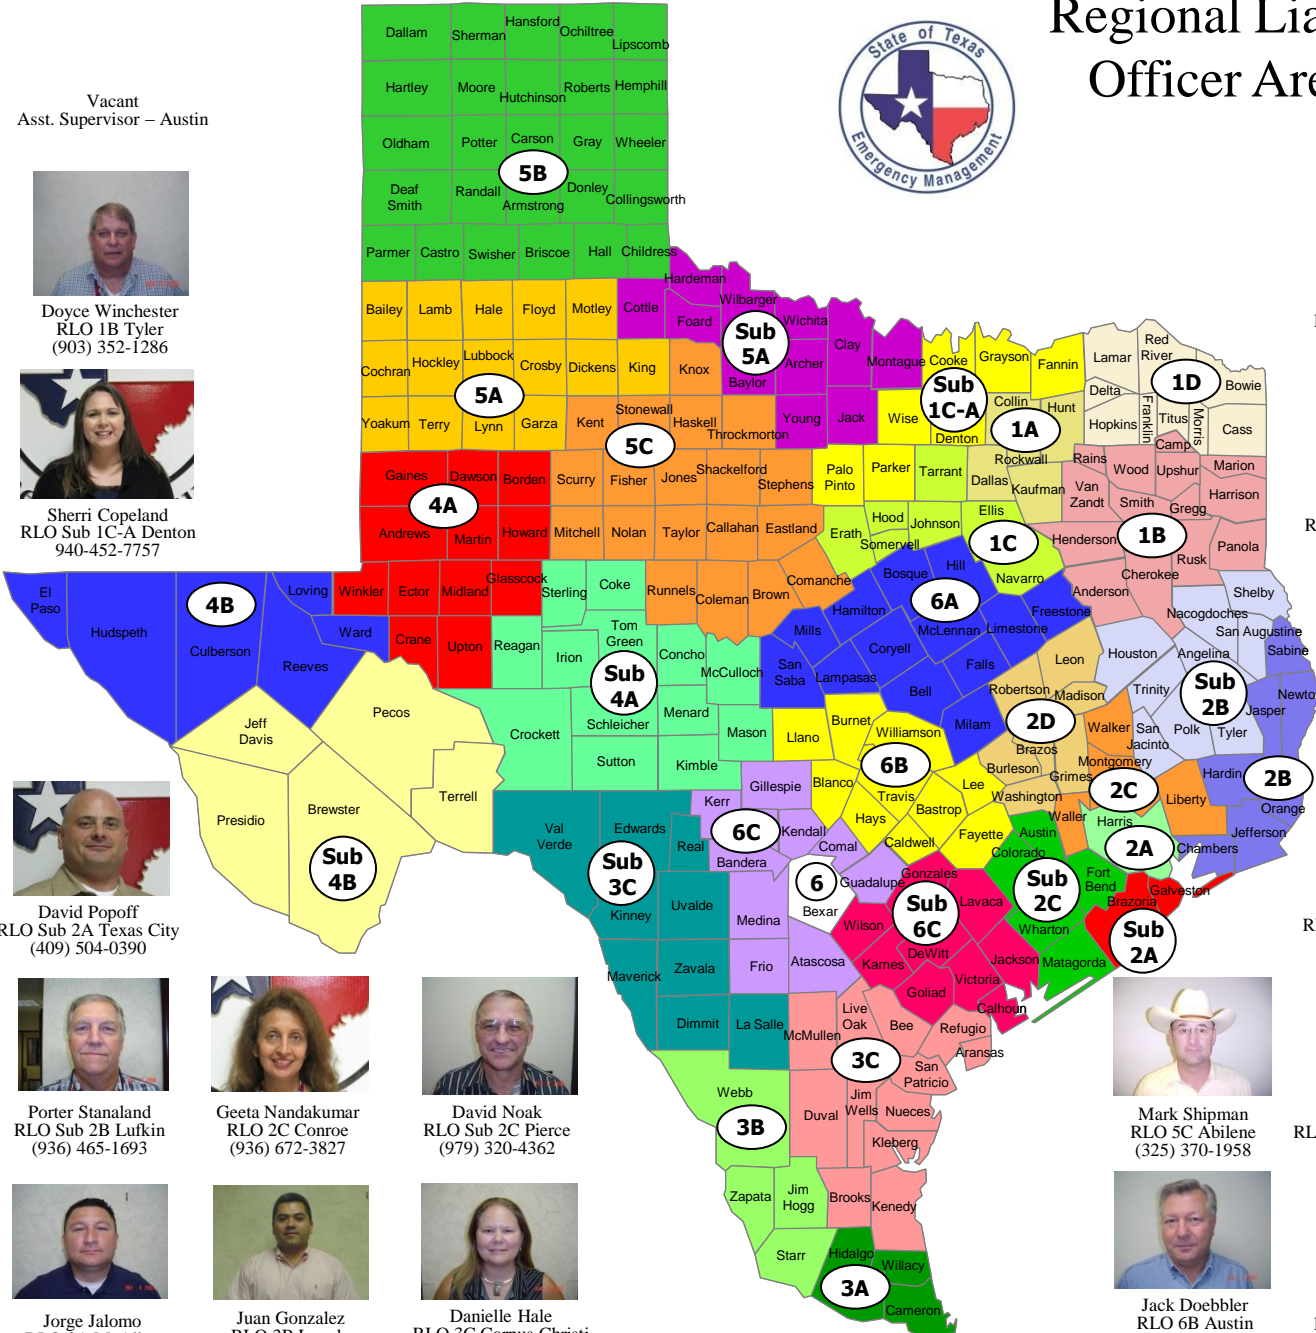 Regional Lia
Officer Are
State of Texas
Emergency Management
Vacant
Asst. Supervisor – Austin
Doyce Winchester
RLO 1B Tyler
(903) 352-1286
Sherri Copeland
RLO Sub 1C-A Denton
940-452-7757
David Popoff
RLO Sub 2A Texas City
(409) 504-0390
Porter Stanaland
RLO Sub 2B Lufkin
(936) 465-1693
Geeta Nandakumar
RLO 2C Conroe
(936) 672-3827
David Noak
RLO Sub 2C Pierce
(979) 320-4362
Mark Shipman
RLO 5C Abilene
(325) 370-1958
Jorge Jalomo
Juan Gonzalez
Danielle Hale
RLO 3C Corpus Christi
Jack Doebbler
RLO 6B Austin
Dallam Sherman Hansford Ochiltree Lipscomb
Hartley Moore Hutchinson Roberts Hemphill
Oldham Potter Carson Gray Wheeler
5B
Deaf Smith Randall Armstrong Donley Collingsworth
Parmer Castro Swisher Briscoe Hall Childress
Bailey Lamb Hale Floyd Motley Cottle Hardeman Foard Wilbarger Wichita Clay Montague
Sub 5A
Archer Baylor Young Jack
Cochran Hockley Lubbock Crosby Dickens King Knox
5A
Yoakum Terry Lynn Garza Kent Stonewall Haskell Throckmorton
5C
Cooke Grayson Fannin Wise Denton
Sub 1C-A
Collin Hunt Rockwall Dallas Kaufman
1A
Lamar Red River Bowie Delta Hopkins Franklin Titus Morris Cass Camp
1D
Gaines Dawson Borden Scurry Fisher Jones Shackelford Stephens Palo Pinto Parker Tarrant
4A
Andrews Martin Howard Mitchell Nolan Taylor Callahan Eastland Erath Hood Somervell Johnson Ellis Navarro
1C
Rains Wood Upshur Marion Van Zandt Smith Gregg Harrison Henderson Rusk Panola Cherokee Anderson
1B
El Paso Hudspeth Culberson Reeves Loving Ward
4B
Winkler Ector Midland Glasscock Crane Upton
Sterling Coke Reagan Irion Tom Green Concho McCulloch Runnels Coleman Brown Comanche
Sub 4A
Crockett Schleicher Menard Mason Sutton Kimble
Bosque Hill Hamilton McLennan Limestone Freestone Mills Coryell Falls San Saba Lampasas Bell Milam
6A
Leon Robertson Madison Brazos Burleson Grimes Washington
2D
Shelby Nacogdoches San Augustine Houston Angelina Trinity Polk Tyler San Jacinto
Sub 2B
Sabine Newto Jasper Hardin Orange Jefferson Chambers
2B
Walker Montgomery Liberty Waller
2C
Harris
2A
Jeff Davis Pecos Presidio Brewster Terrell
Sub 4B
Llano Burnet Williamson Blanco Travis Lee Bastrop Hays Caldwell Fayette
6B
Gillespie Kerr Kendall Comal Bandera Guadalupe Medina Frio Atascosa
6C
6
Bexar
Val Verde Edwards Real Kinney Uvalde Maverick Zavala Dimmit La Salle
Sub 3C
Gonzales Lavaca Wilson DeWitt Karnes Victoria Jackson Goliad Calhoun
Sub 6C
Austin Colorado Fort Bend Wharton Matagorda
Sub 2C
Galveston Brazoria
Sub 2A
McMullen Live Oak Bee Refugio Aransas San Patricio Duval Jim Wells Nueces Kleberg Brooks Kenedy
3C
Webb Zapata Jim Hogg Starr
3B
Hidalgo Willacy Cameron
3A